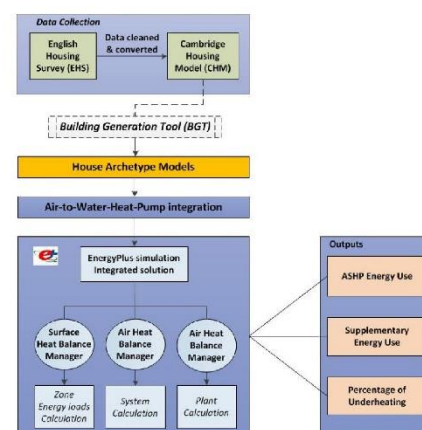 Data Collection
English
Housing
Survey (EHS)
Data cleaned
& converted
Cambridge
Housing
Model (CHM)
Building Generation Tool (BGT)
House Archetype Models
Air-to-Water-Heat-Pump integration
e+
EnergyPlus simulation
Integrated solution
Surface
Heat Balance
Manager
Air Heat
Balance
Manager
Air Heat
Balance
Manager
Zone
Energy loads
Calculation
System
Calculation
Plant
Calculation
Outputs
ASHP Energy Use
Supplementary
Energy Use
Percentage of
Underheating